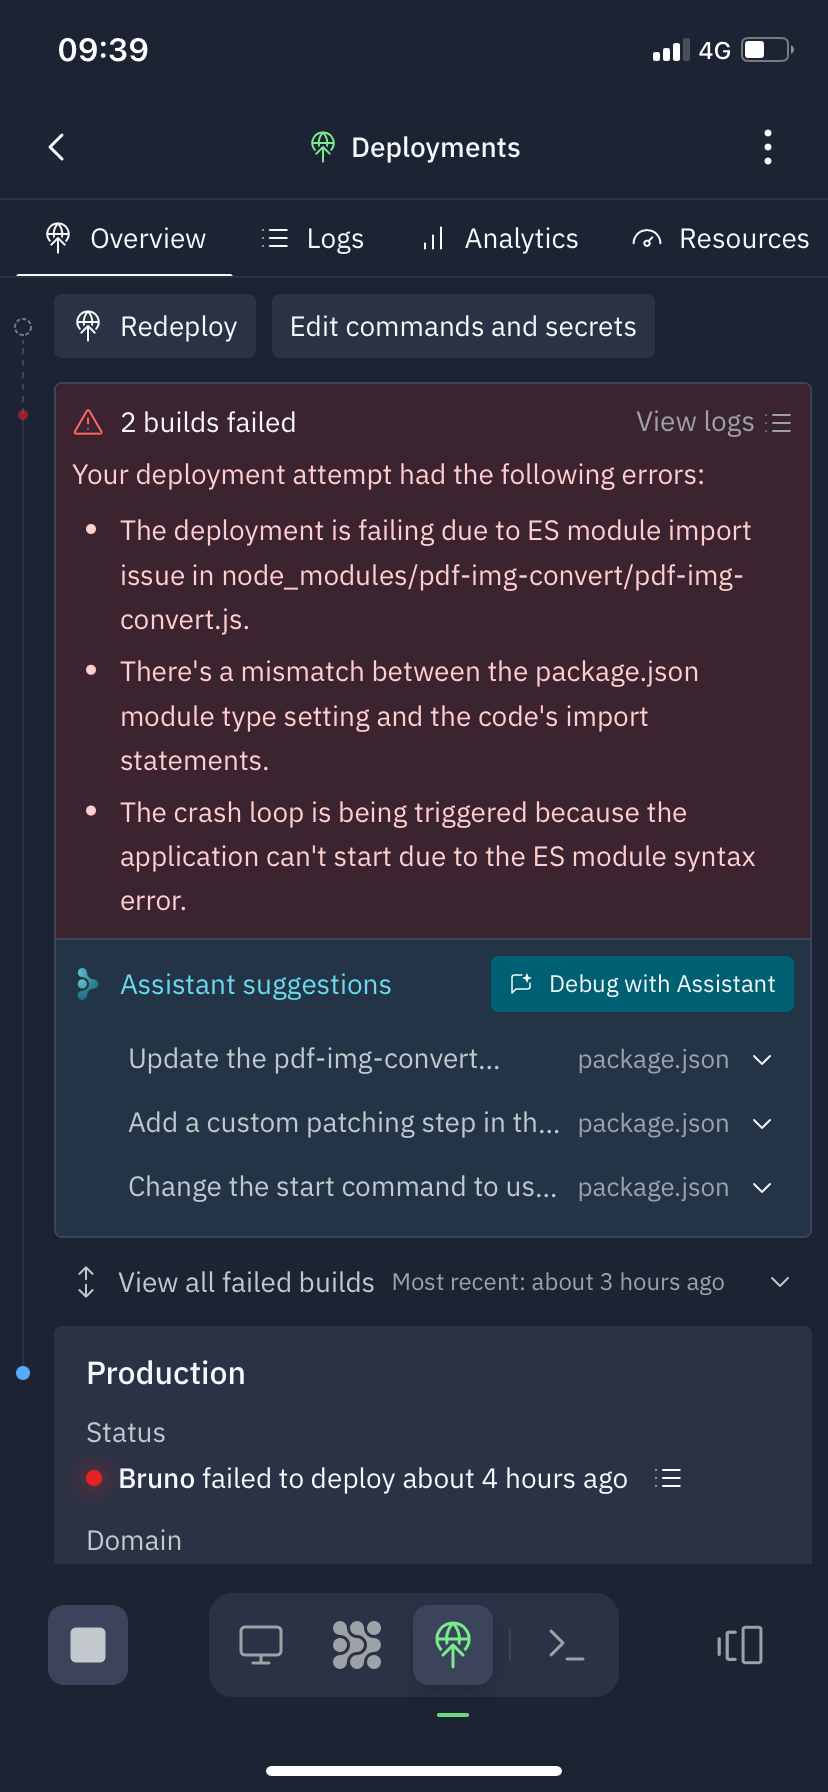 09:39
4G
Deployments
Overview
Logs
Analytics
Resources
Redeploy
Edit commands and secrets
2 builds failed
View logs
Your deployment attempt had the following errors:
• The deployment is failing due to ES module import
issue in node_modules/pdf-img-convert/pdf-img-
convert.js.
• There's a mismatch between the package.json
module type setting and the code's import
statements.
• The crash loop is being triggered because the
application can't start due to the ES module syntax
error.
Assistant suggestions
Debug with Assistant
Update the pdf-img-convert... package.json
Add a custom patching step in th... package.json
Change the start command to us... package.json
View all failed builds Most recent: about 3 hours ago
Production
Status
Bruno failed to deploy about 4 hours ago
Domain